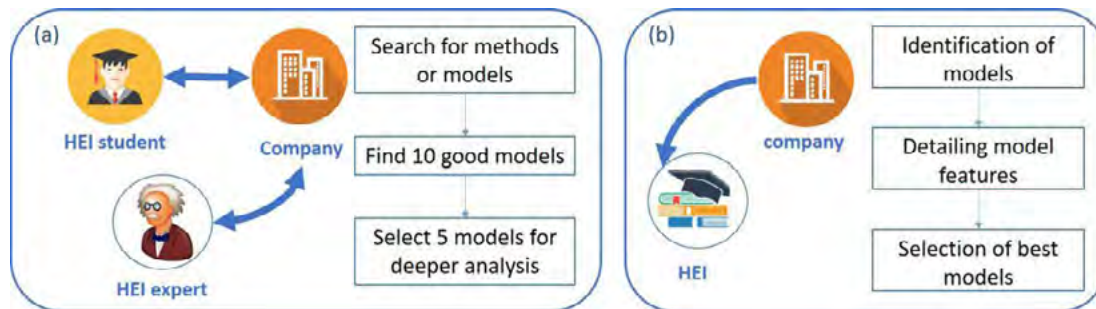 (a)
HEI student
Company
HEI expert
Search for methods
or models
Find 10 good models
Select 5 models for
deeper analysis
(b)
company
HEI
Identification of
models
Detailing model
features
Selection of best
models